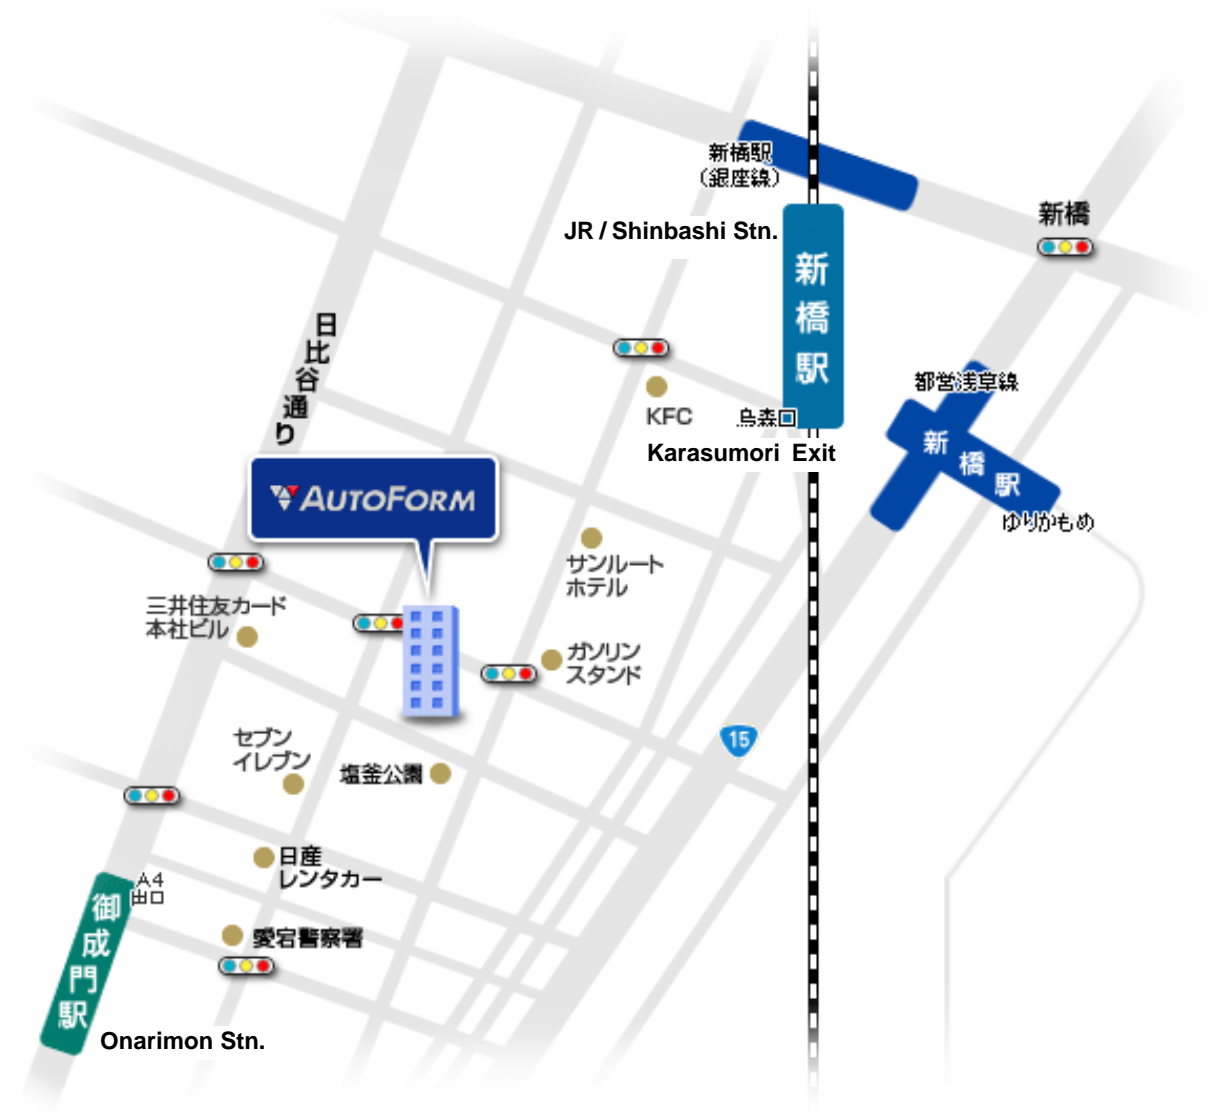 新橋駅
（銀座線）
新橋
JR / Shinbashi Stn.
新橋駅
日比谷通り
KFC
烏森口
Karasumori Exit
都営浅草線
新橋駅
ゆりかもめ
AUTOFORM
サンルート
ホテル
三井住友カード
本社ビル
ガソリン
スタンド
15
セブン
イレブン
塩釜公園
日産
レンタカー
A4
出口
御成門駅
愛宕警察署
Onarimon Stn.